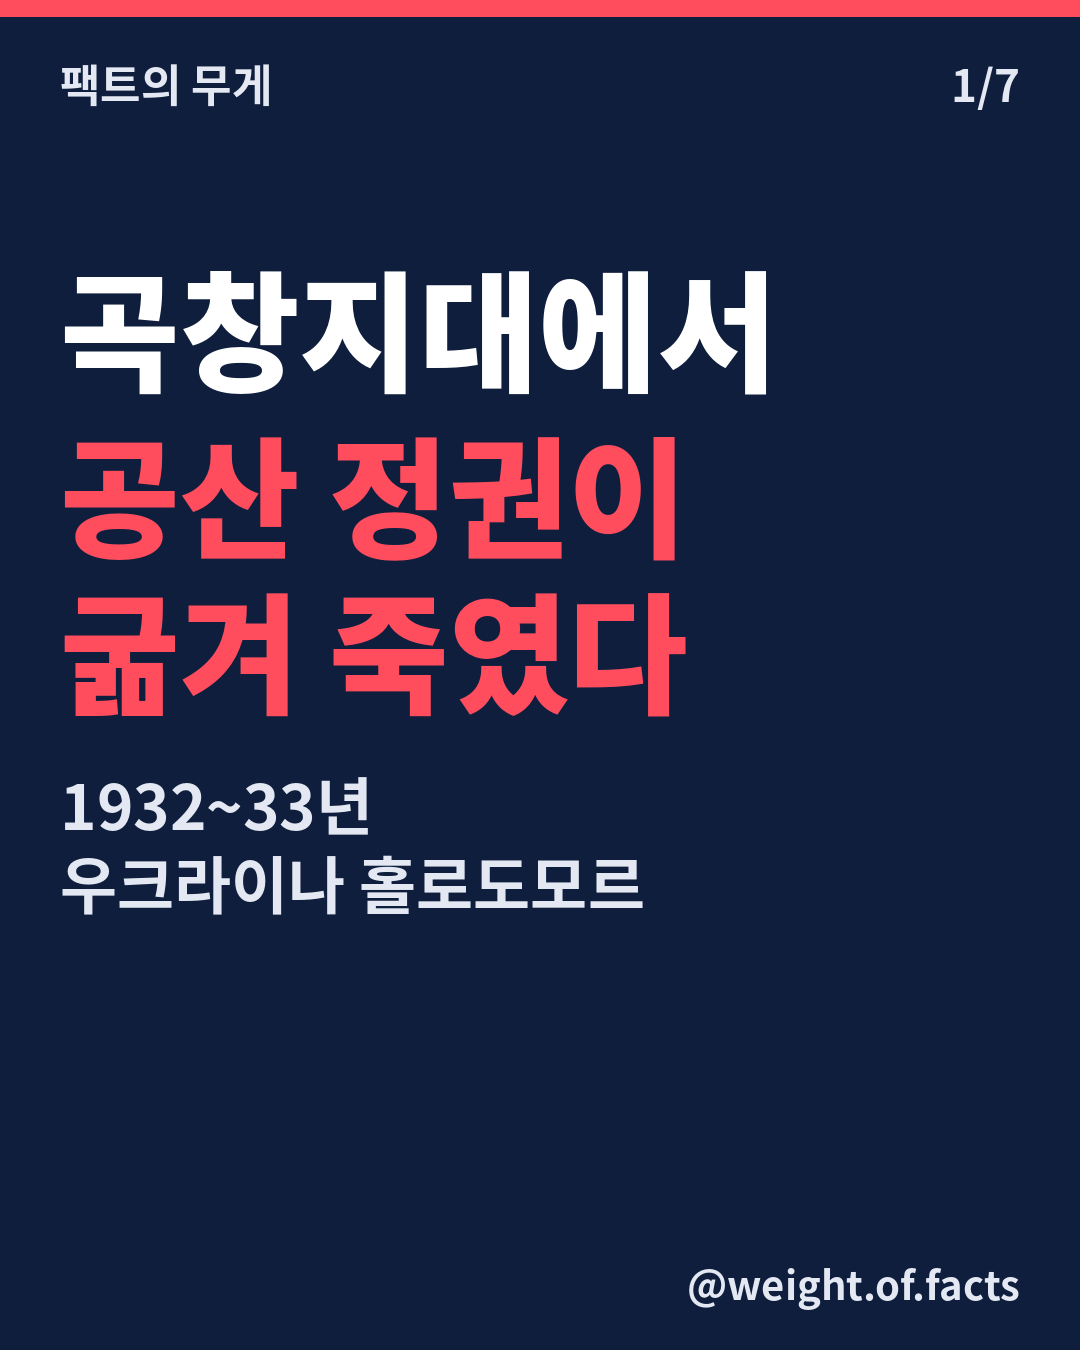 팩트의 무게
1/7
곡창지대에서
공산 정권이
굶겨 죽였다
1932~33년
우크라이나 홀로도모르
@weight.of.facts